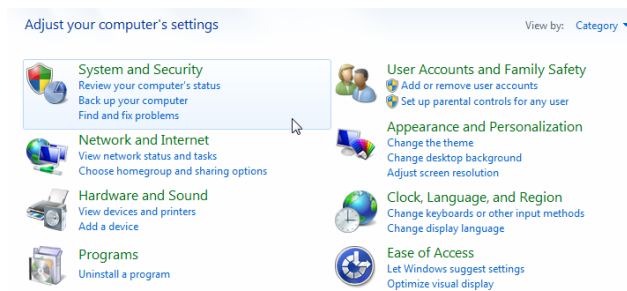 Adjust your computer's settings
View by: Category
System and Security
Review your computer's status
Back up your computer
Find and fix problems
Network and Internet
View network status and tasks
Choose homegroup and sharing options
Hardware and Sound
View devices and printers
Add a device
Programs
Uninstall a program
User Accounts and Family Safety
Add or remove user accounts
Set up parental controls for any user
Appearance and Personalization
Change the theme
Change desktop background
Adjust screen resolution
Clock, Language, and Region
Change keyboards or other input methods
Change display language
Ease of Access
Let Windows suggest settings
Optimize visual display